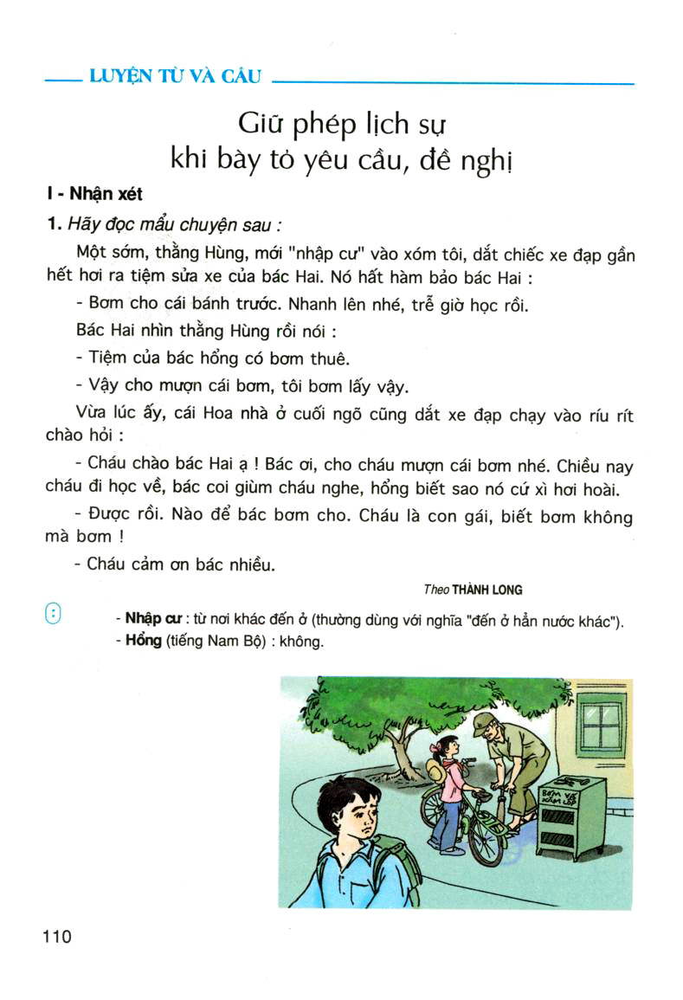 LUYỆN TỪ VÀ CÂU
Giữ phép lịch sự
khi bày tỏ yêu cầu, đề nghị
I - Nhận xét
1. Hãy đọc mẩu chuyện sau :
Một sớm, thằng Hùng, mới "nhập cư" vào xóm tôi, dắt chiếc xe đạp gần
hết hơi ra tiệm sửa xe của bác Hai. Nó hất hàm bảo bác Hai :
- Bơm cho cái bánh trước. Nhanh lên nhé, trễ giờ học rồi.
Bác Hai nhìn thằng Hùng rồi nói :
- Tiệm của bác hổng có bơm thuê.
- Vậy cho mượn cái bơm, tôi bơm lấy vậy.
Vừa lúc ấy, cái Hoa nhà ở cuối ngõ cũng dắt xe đạp chạy vào ríu rít
chào hỏi :
- Cháu chào bác Hai ạ ! Bác ơi, cho cháu mượn cái bơm nhé. Chiều nay
cháu đi học về, bác coi giùm cháu nghe, hổng biết sao nó cứ xì hơi hoài.
- Được rồi. Nào để bác bơm cho. Cháu là con gái, biết bơm không
mà bơm !
- Cháu cảm ơn bác nhiều.
Theo THÀNH LONG
- Nhập cư : từ nơi khác đến ở (thường dùng với nghĩa "đến ở hẳn nước khác").
- Hổng (tiếng Nam Bộ) : không.
BƠM VÁ
XĂM LỐP
110